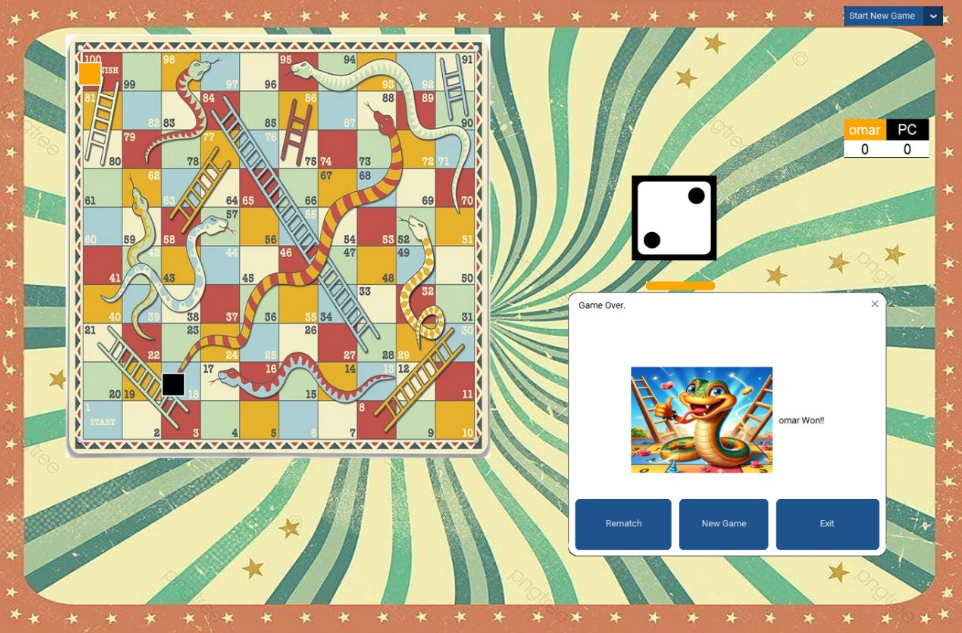 Start New Game
100 98 95 94 91
99 97 96 93 92
81 84 86 88 89
82 83 85 87 90
79 77 76
80 78 75 74 73 72 71
62 67 68
61 63 64 65 66 69 70
57 55
60 59 58 56 54 53 52 51
42 44 46 47 49
41 43 45 48 50
33 32
40 39 38 37 36 35 34 31
21 23 26 30
22 24 25 27 28 29
17 16 14 13 12
20 19 18 15 11
1 8
START
2 3 4 5 6 7 9 10
omar PC
0 0
Game Over.
omar Won!!
Rematch New Game Exit
pngtree